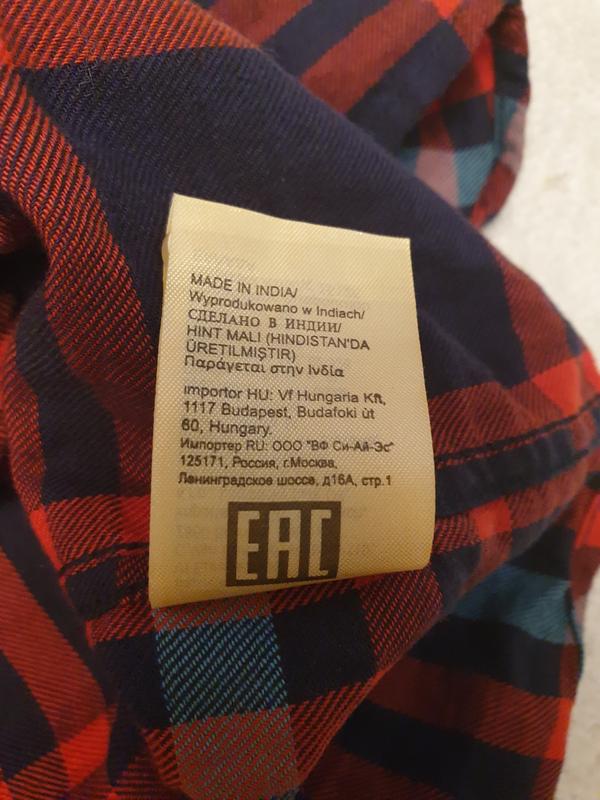 MADE IN INDIA/
Wyprodukowano w Indiach/
СДЕЛАНО В ИНДИИ/
HINT MALI (HINDISTAN'DA
ÜRETILMIŞTIR)
Παράγεται στην Ινδία
importor HU: Vf Hungaria Kft,
1117 Budapest, Budafoki ùt
60, Hungary.
Импортер RU: ООО "ВФ Си-Ай-Эс"
125171, Россия, г.Москва,
Ленинградское шоссе, д16А, стр.1
EAC